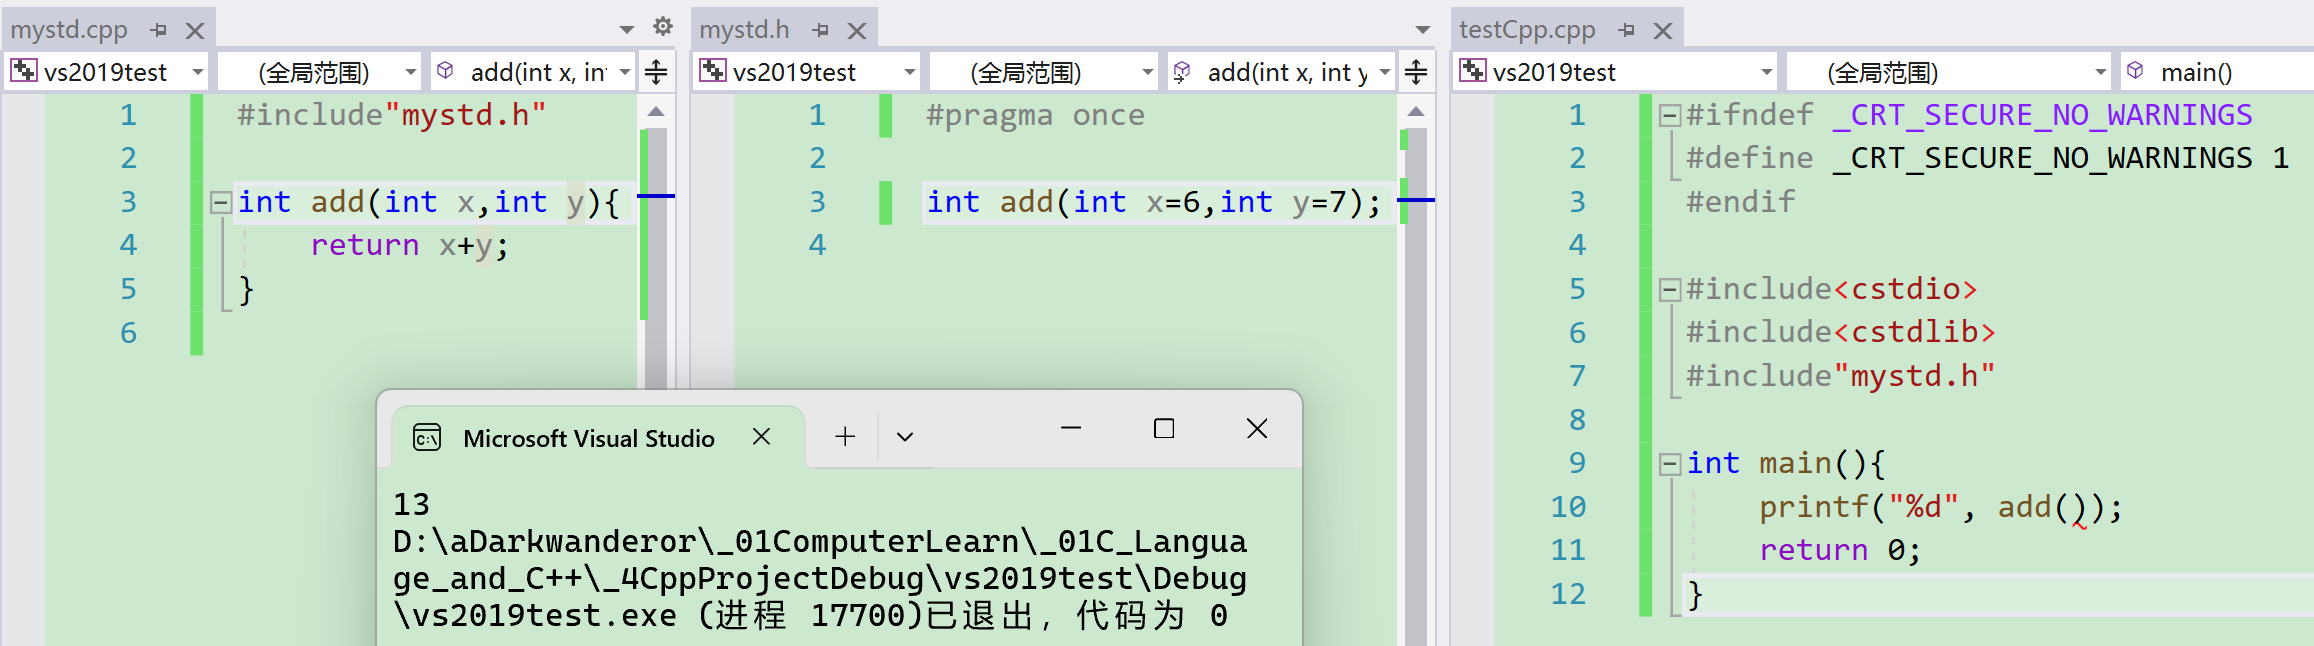 mystd.cpp
vs2019test
(全局范围)
add(int x, in
1 #include"mystd.h"
2
3 int add(int x,int y){
4 return x+y;
5 }
6
mystd.h
vs2019test
(全局范围)
add(int x, int y
1 #pragma once
2
3 int add(int x=6,int y=7);
4
testCpp.cpp
vs2019test
(全局范围)
main()
1 #ifndef _CRT_SECURE_NO_WARNINGS
2 #define _CRT_SECURE_NO_WARNINGS 1
3 #endif
4
5 #include<cstdio>
6 #include<cstdlib>
7 #include"mystd.h"
8
9 int main(){
10 printf("%d", add());
11 return 0;
12 }
Microsoft Visual Studio
13
D:\aDarkwanderor\_01ComputerLearn\_01C_Langua
ge_and_C++\_4CppProjectDebug\vs2019test\Debug
\vs2019test.exe (进程 17700)已退出，代码为 0